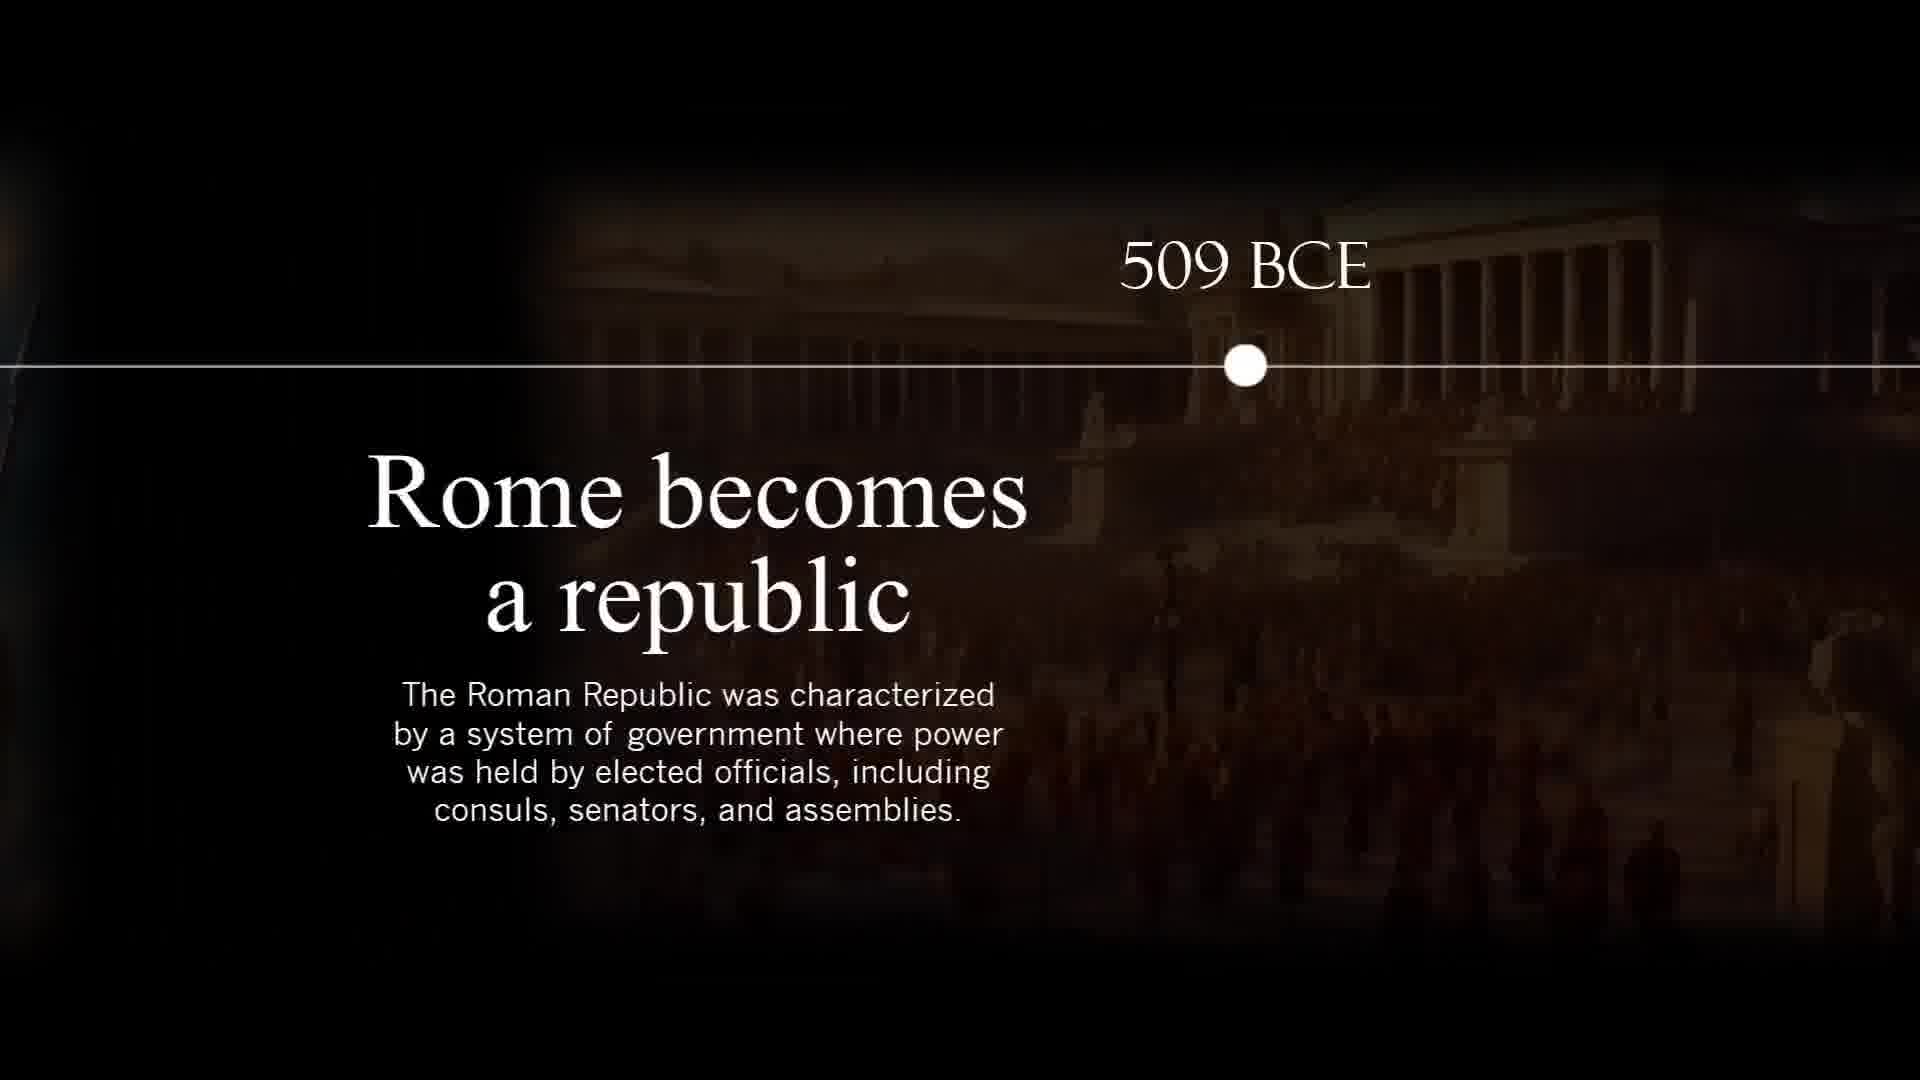 509 BCE
Rome becomes
a republic
The Roman Republic was characterized
by a system of government where power
was held by elected officials, including
consuls, senators, and assemblies.